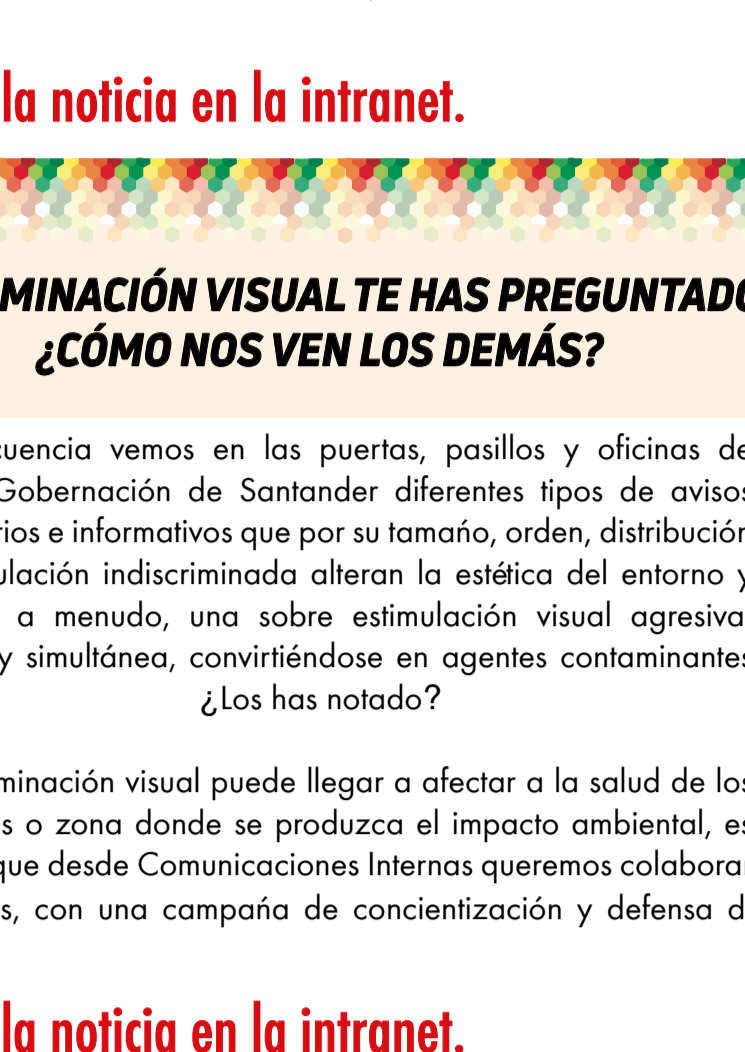 la noticia en la intranet.
MINACIÓN VISUAL TE HAS PREGUNTADO
¿CÓMO NOS VEN LOS DEMÁS?
cuencia vemos en las puertas, pasillos y oficinas de
Gobernación de Santander diferentes tipos de avisos
rios e informativos que por su tamańo, orden, distribución
ulación indiscriminada alteran la estética del entorno y
a menudo, una sobre estimulación visual agresiva
y simultánea, convirtiéndose en agentes contaminantes
¿Los has notado?
minación visual puede llegar a afectar a la salud de los
s o zona donde se produzca el impacto ambiental, es
que desde Comunicaciones Internas queremos colaborar
s, con una campańa de concientización y defensa d
la noticia en la intranet.